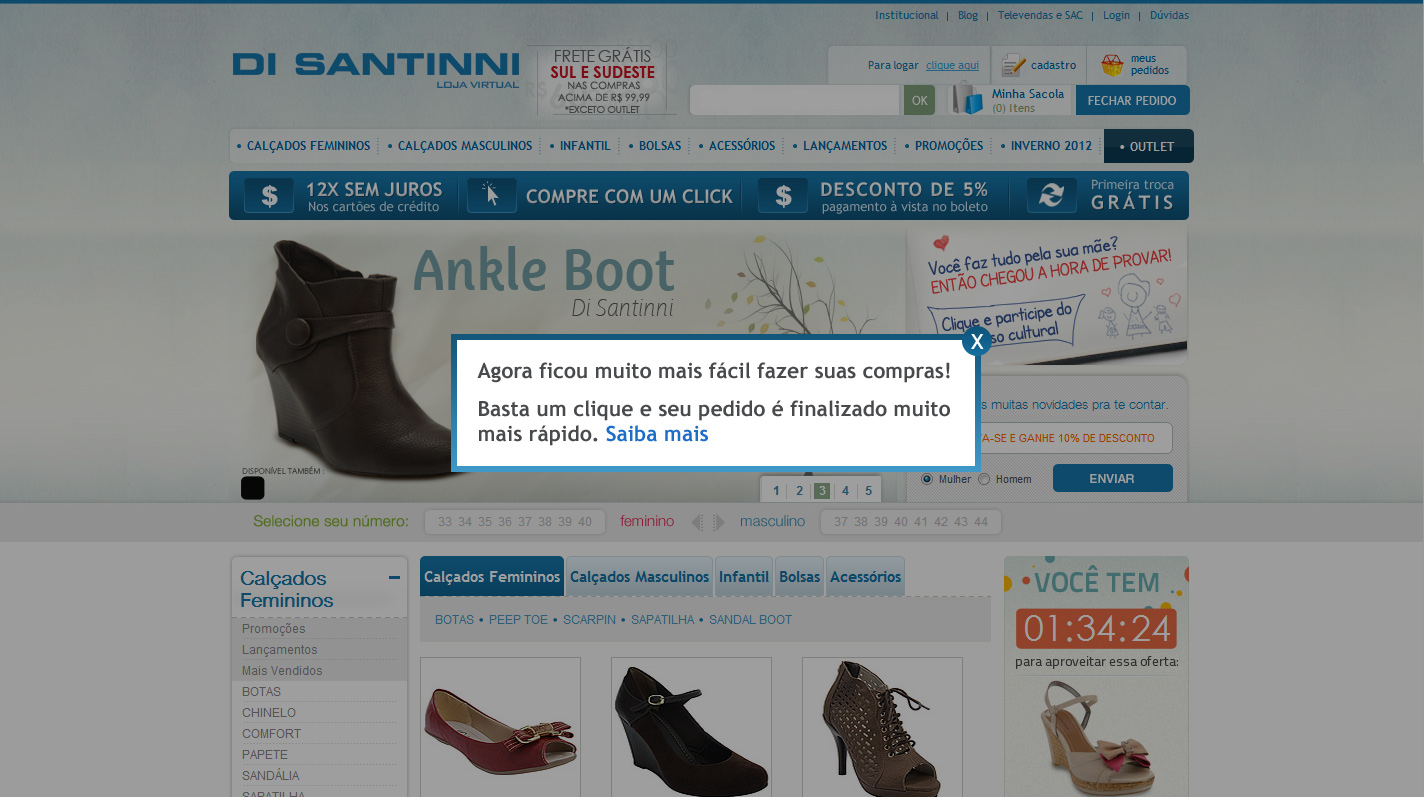 Institucional | Blog | Televendas e SAC | Login | Dúvidas
DI SANTINNI
LOJA VIRTUAL
FRETE GRÁTIS
SUL E SUDESTE
NAS COMPRAS
ACIMA DE R$ 99,99
*EXCETO OUTLET
Para logar clique aqui
cadastro
meus
pedidos
OK
Minha Sacola
(0) Itens
FECHAR PEDIDO
• CALÇADOS FEMININOS • CALÇADOS MASCULINOS • INFANTIL • BOLSAS • ACESSÓRIOS • LANÇAMENTOS • PROMOÇÕES • INVERNO 2012 • OUTLET
$ 12X SEM JUROS
Nos cartões de crédito
COMPRE COM UM CLICK
$ DESCONTO DE 5%
pagamento à vista no boleto
Primeira troca
GRÁTIS
Ankle Boot
Di Santinni
Você faz tudo pela sua mãe?
ENTÃO CHEGOU A HORA DE PROVAR!
Clique e participe do
so cultural
X
Agora ficou muito mais fácil fazer suas compras!
Basta um clique e seu pedido é finalizado muito
mais rápido. Saiba mais
s muitas novidades pra te contar.
A-SE E GANHE 10% DE DESCONTO
Mulher Homem
ENVIAR
DISPONÍVEL TAMBÉM
1 2 3 4 5
Selecione seu número:
33 34 35 36 37 38 39 40
feminino
masculino
37 38 39 40 41 42 43 44
Calçados
Femininos
Promoções
Lançamentos
Mais Vendidos
BOTAS
CHINELO
COMFORT
PAPETE
SANDÁLIA
SAPATILHA
Calçados Femininos Calçados Masculinos Infantil Bolsas Acessórios
BOTAS • PEEP TOE • SCARPIN • SAPATILHA • SANDAL BOOT
VOCÊ TEM
01:34:24
para aproveitar essa oferta: